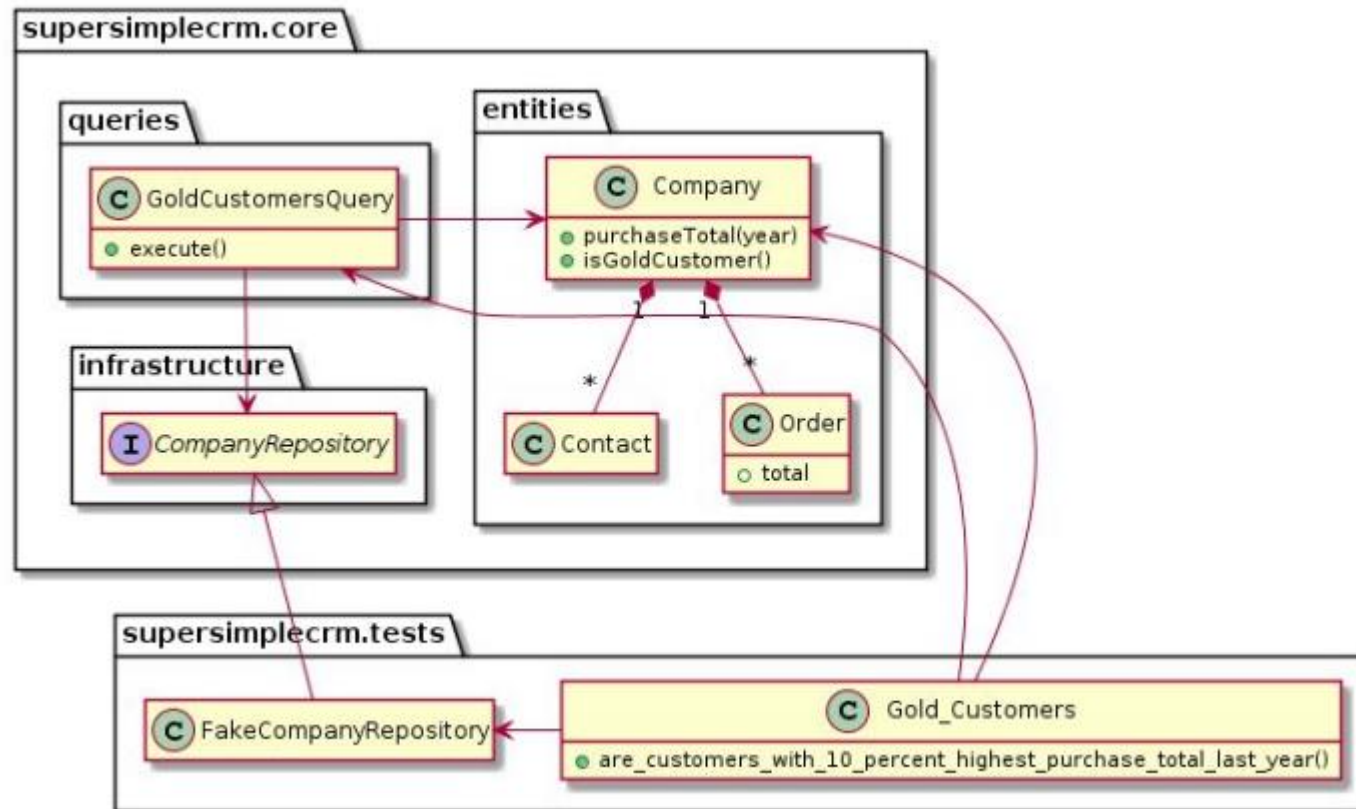 supersimplecrm.core
queries
C GoldCustomersQuery
execute()
entities
C Company
purchaseTotal(year)
isGoldCustomer()
1 1
* *
infrastructure
I CompanyRepository
C Contact
C Order
total
supersimplecrm.tests
C FakeCompanyRepository
C Gold_Customers
are_customers_with_10_percent_highest_purchase_total_last_year()